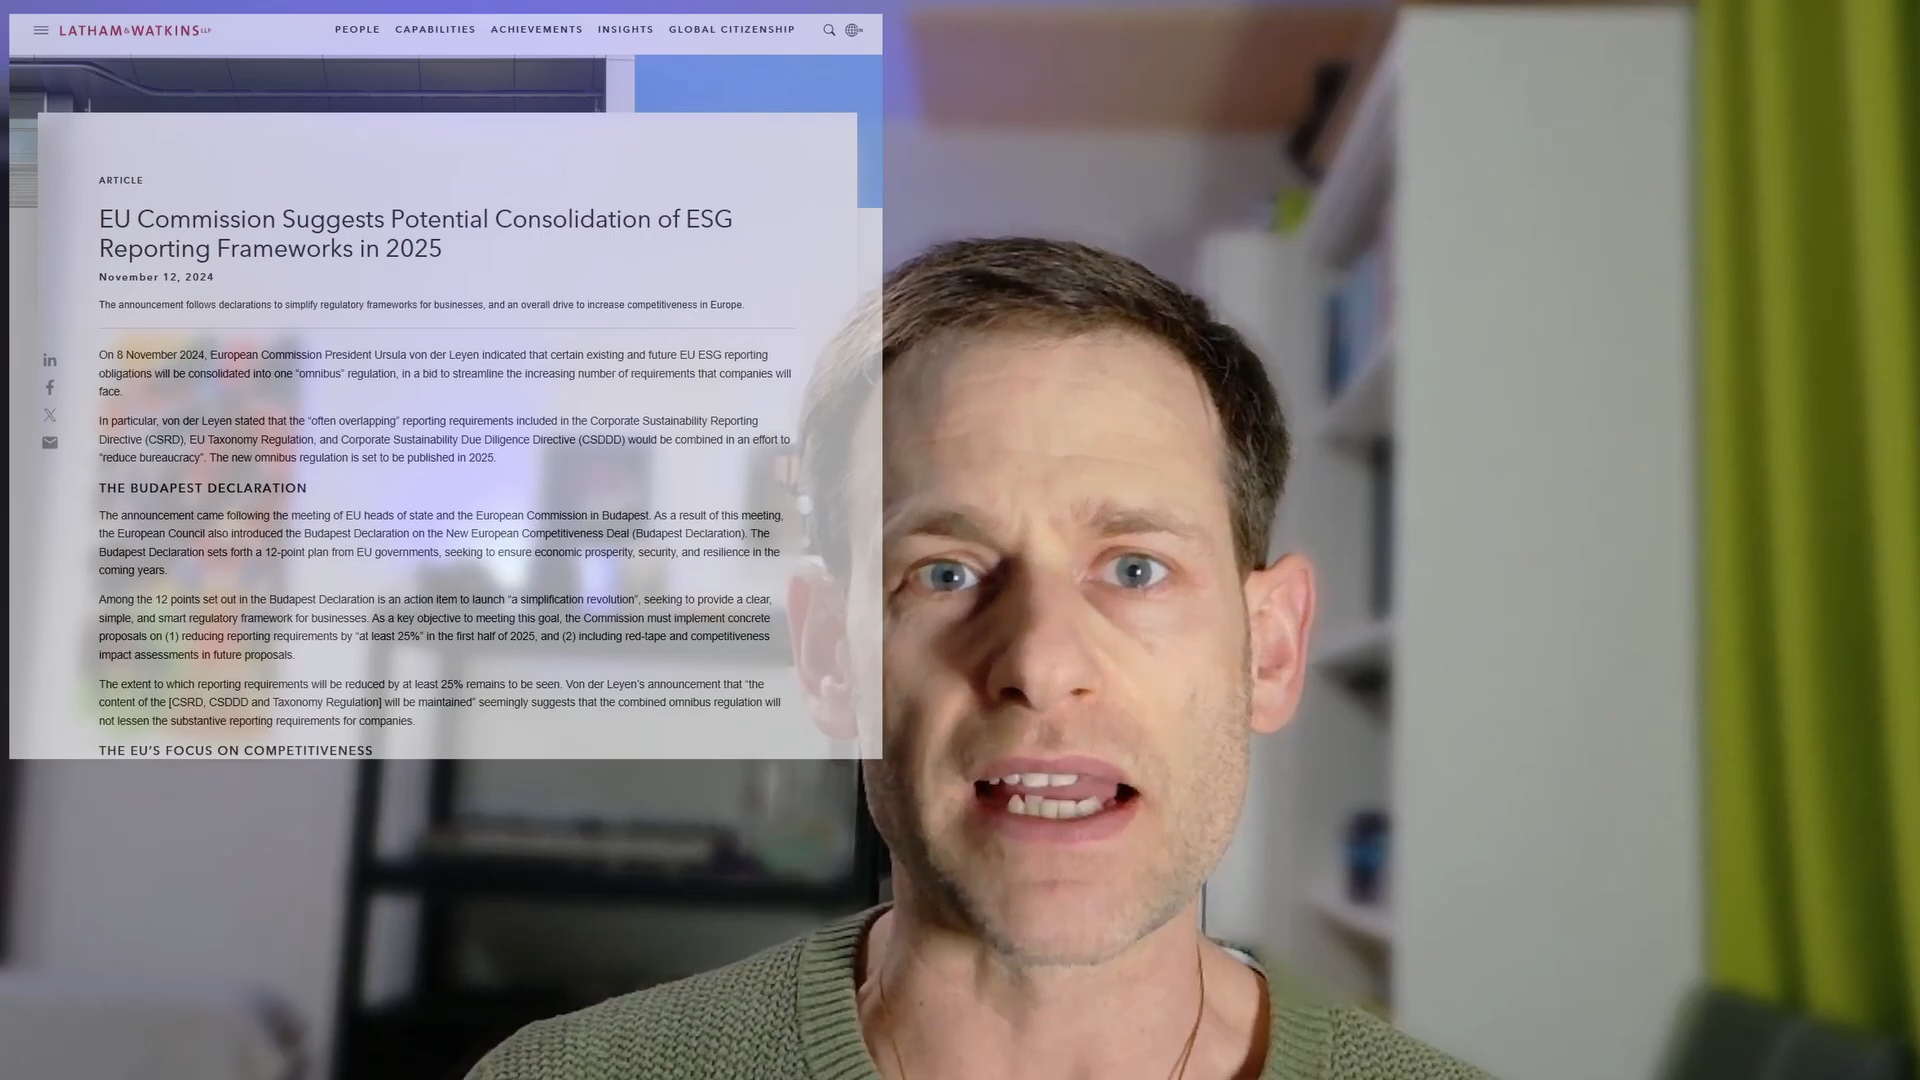 LATHAM&WATKINS LLP
PEOPLE CAPABILITIES ACHIEVEMENTS INSIGHTS GLOBAL CITIZENSHIP
ARTICLE
EU Commission Suggests Potential Consolidation of ESG
Reporting Frameworks in 2025
November 12, 2024
The announcement follows declarations to simplify regulatory frameworks for businesses, and an overall drive to increase competitiveness in Europe.
On 8 November 2024, European Commission President Ursula von der Leyen indicated that certain existing and future EU ESG reporting
obligations will be consolidated into one “omnibus” regulation, in a bid to streamline the increasing number of requirements that companies will
face.
In particular, von der Leyen stated that the “often overlapping” reporting requirements included in the Corporate Sustainability Reporting
Directive (CSRD), EU Taxonomy Regulation, and Corporate Sustainability Due Diligence Directive (CSDDD) would be combined in an effort to
“reduce bureaucracy”. The new omnibus regulation is set to be published in 2025.
THE BUDAPEST DECLARATION
The announcement came following the meeting of EU heads of state and the European Commission in Budapest. As a result of this meeting,
the European Council also introduced the Budapest Declaration on the New European Competitiveness Deal (Budapest Declaration). The
Budapest Declaration sets forth a 12-point plan from EU governments, seeking to ensure economic prosperity, security, and resilience in the
coming years.
Among the 12 points set out in the Budapest Declaration is an action item to launch “a simplification revolution”, seeking to provide a clear,
simple, and smart regulatory framework for businesses. As a key objective to meeting this goal, the Commission must implement concrete
proposals on (1) reducing reporting requirements by “at least 25%” in the first half of 2025, and (2) including red-tape and competitiveness
impact assessments in future proposals.
The extent to which reporting requirements will be reduced by at least 25% remains to be seen. Von der Leyen’s announcement that “the
content of the [CSRD, CSDDD and Taxonomy Regulation] will be maintained” seemingly suggests that the combined omnibus regulation will
not lessen the substantive reporting requirements for companies.
THE EU’S FOCUS ON COMPETITIVENESS